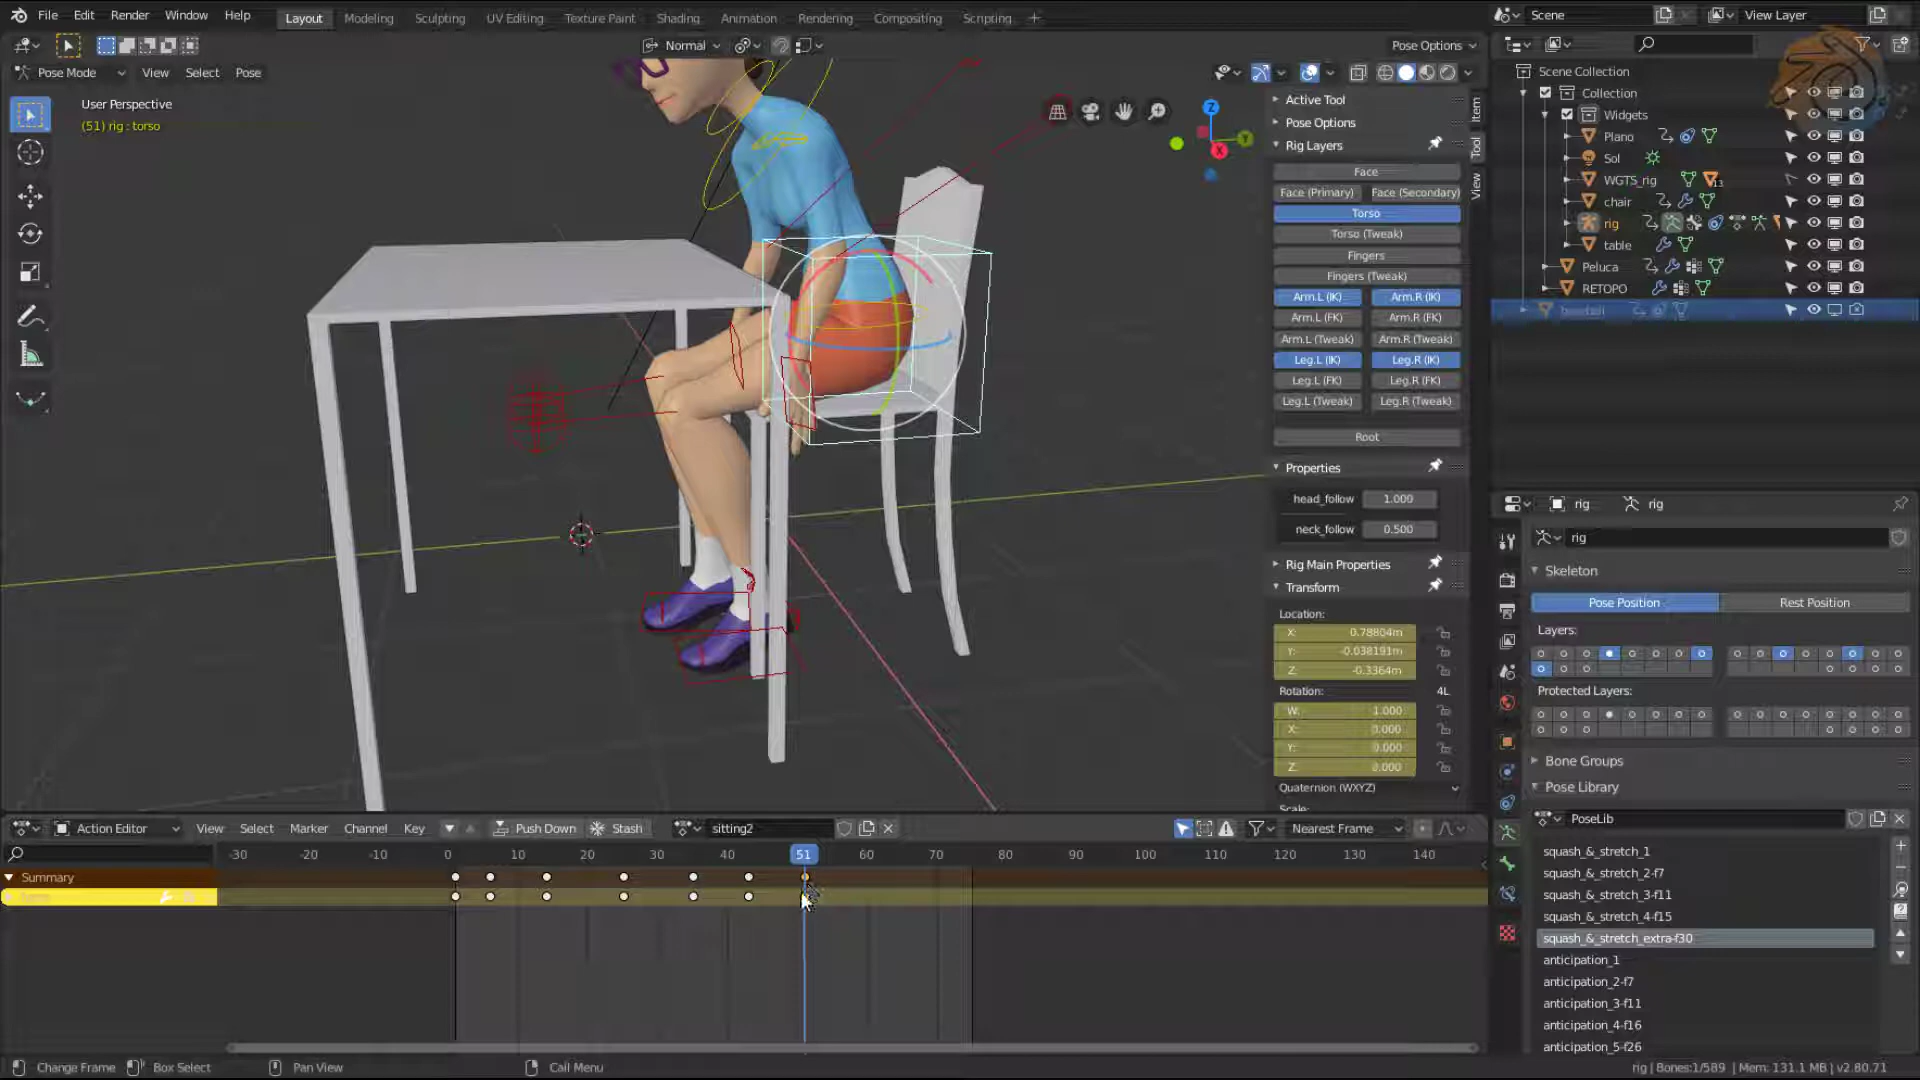 File Edit Render Window Help
Layout Modeling Sculpting UV Editing Texture Paint Shading Animation Rendering Compositing Scripting +
Scene
View Layer
Normal
Pose Options
Pose Mode View Select Pose
User Perspective
(51) rig : torso
Z
Y
X
Active Tool
Pose Options
Rig Layers
Face
Face (Primary) Face (Secondary)
Torso
Torso (Tweak)
Fingers
Fingers (Tweak)
Arm.L (IK) Arm.R (IK)
Arm.L (FK) Arm.R (FK)
Arm.L (Tweak) Arm.R (Tweak)
Leg.L (IK) Leg.R (IK)
Leg.L (FK) Leg.R (FK)
Leg.L (Tweak) Leg.R (Tweak)
Root
Properties
head_follow 1.000
neck_follow 0.500
Rig Main Properties
Transform
Location:
X: 0.78804m
Y: -0.038191m
Z: -0.3364m
Rotation: 4L
W: 1.000
X: 0.000
Y: 0.000
Z: 0.000
Quaternion (WXYZ)
Scale:
Item
Tool
View
Scene Collection
Collection
Widgets
Plano
Sol
WGTS_rig 13
chair
rig
table
Peluca
RETOPO
rig rig
rig
Skeleton
Pose Position Rest Position
Layers:
Protected Layers:
Bone Groups
Pose Library
PoseLib
squash_&_stretch_1
squash_&_stretch_2-f7
squash_&_stretch_3-f11
squash_&_stretch_4-f15
squash_&_stretch_extra-f30
anticipation_1
anticipation_2-f7
anticipation_3-f11
anticipation_4-f16
anticipation_5-f26
Action Editor View Select Marker Channel Key Push Down Stash sitting2 Nearest Frame
-30 -20 -10 0 10 20 30 40 51 60 70 80 90 100 110 120 130 140
Summary
Change Frame Box Select Pan View Call Menu
rig | Bones:1/589 | Mem: 131.1 MB | v2.80.71